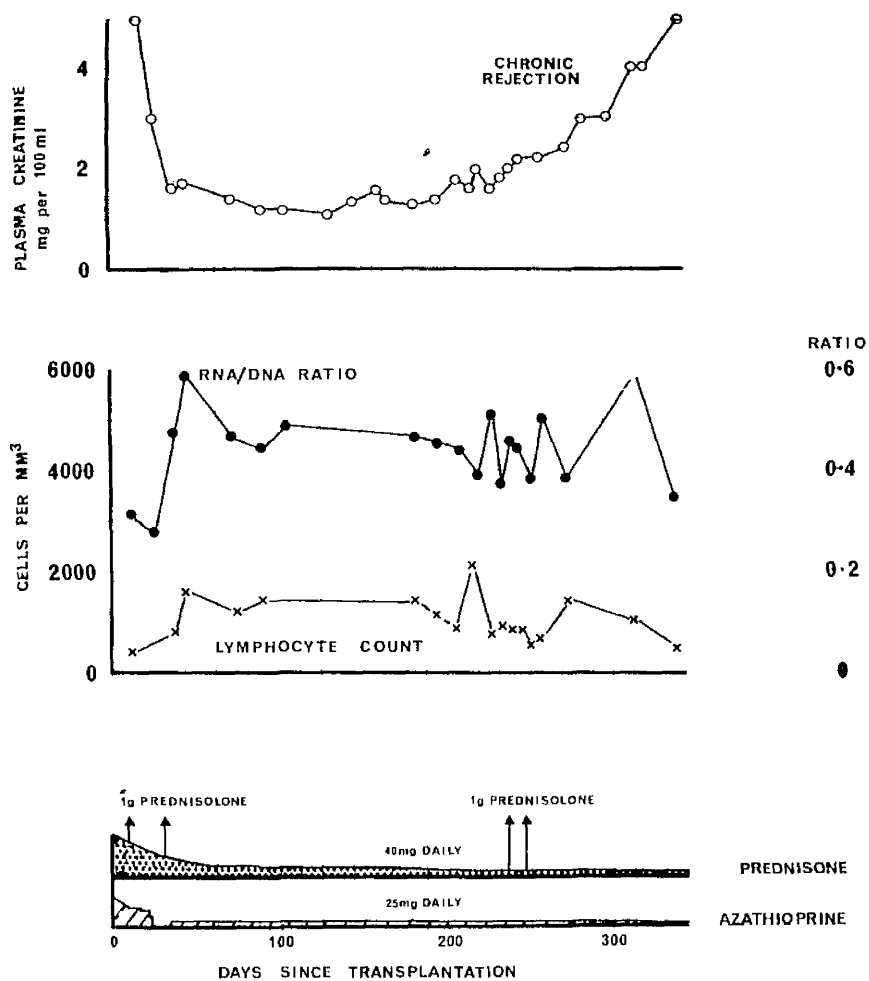 PLASMA CREATININE
mg per 100ml
4
2
0
CHRONIC
REJECTION
CELLS PER MM3
6000
4000
2000
0
RNA/DNA RATIO
LYMPHOCYTE COUNT
RATIO
0·6
0·4
0·2
0
1g PREDNISOLONE
1g PREDNISOLONE
40mg DAILY
PREDNISONE
25mg DAILY
AZATHIOPRINE
0 100 200 300
DAYS SINCE TRANSPLANTATION